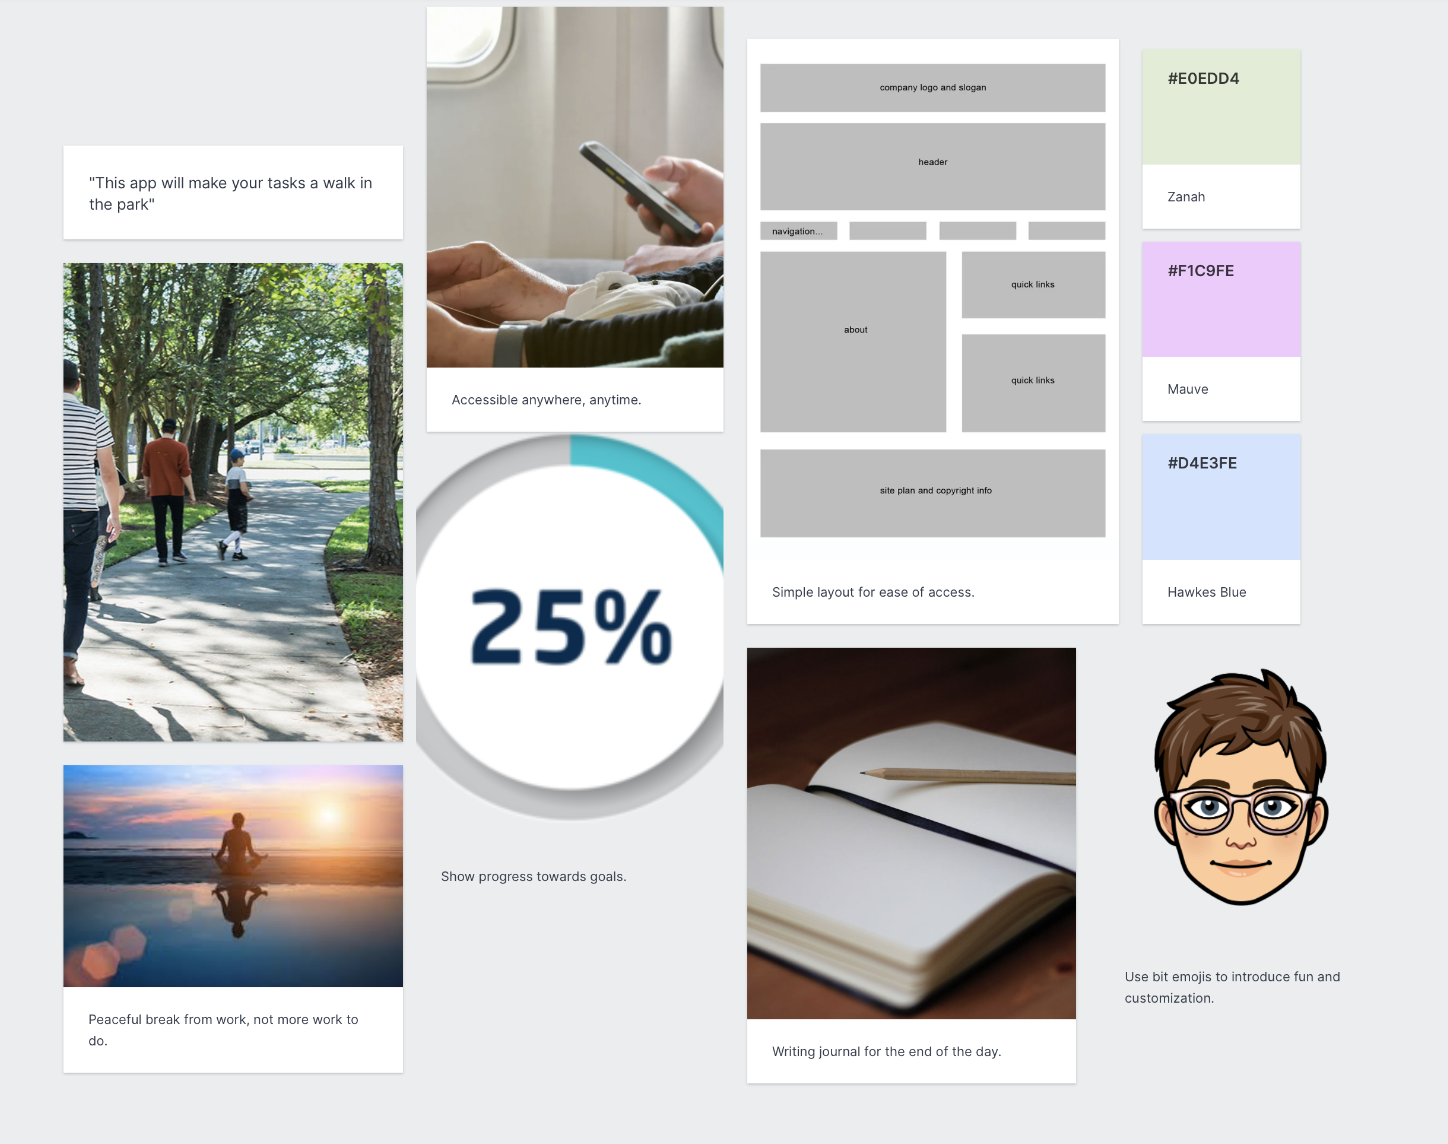 "This app will make your tasks a walk in
the park"
Peaceful break from work, not more work to
do.
Accessible anywhere, anytime.
25%
Show progress towards goals.
company logo and slogan
header
navigation...
about
quick links
quick links
site plan and copyright info
Simple layout for ease of access.
Writing journal for the end of the day.
#E0EDD4
Zanah
#F1C9FE
Mauve
#D4E3FE
Hawkes Blue
Use bit emojis to introduce fun and
customization.